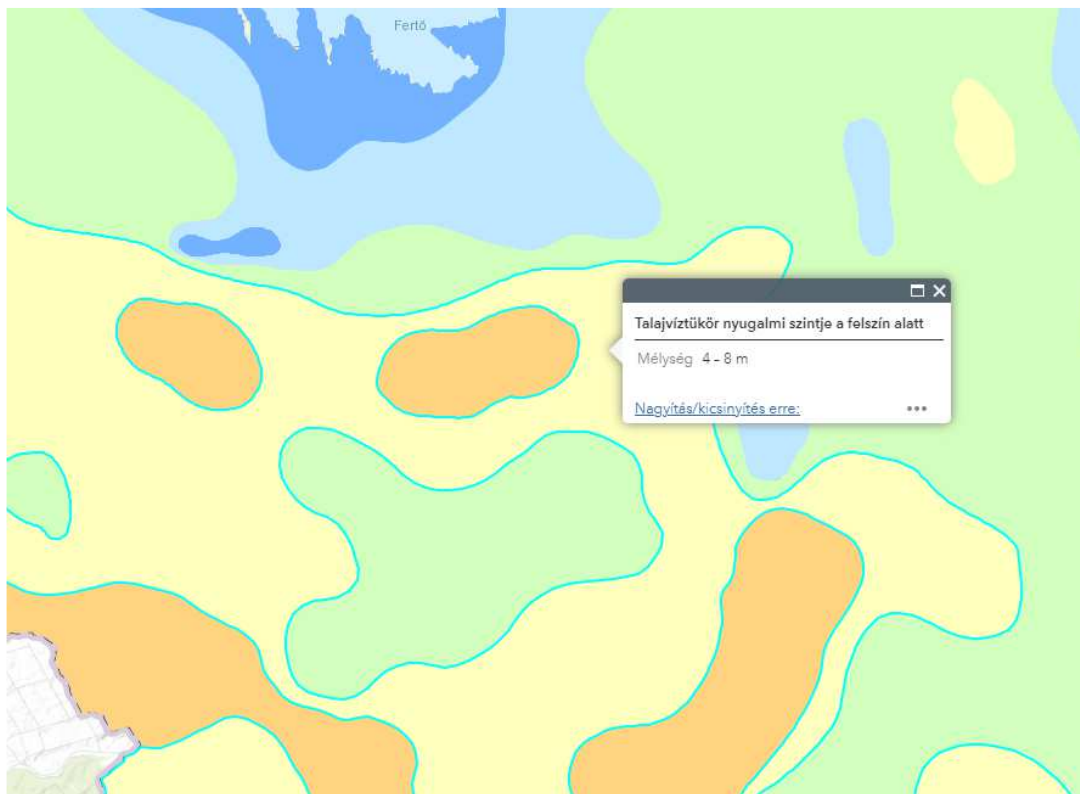 Fertő
Talajvíztükör nyugalmi szintje a felszín alatt
Mélység 4 – 8 m
Nagyítás/kicsinyítés erre: